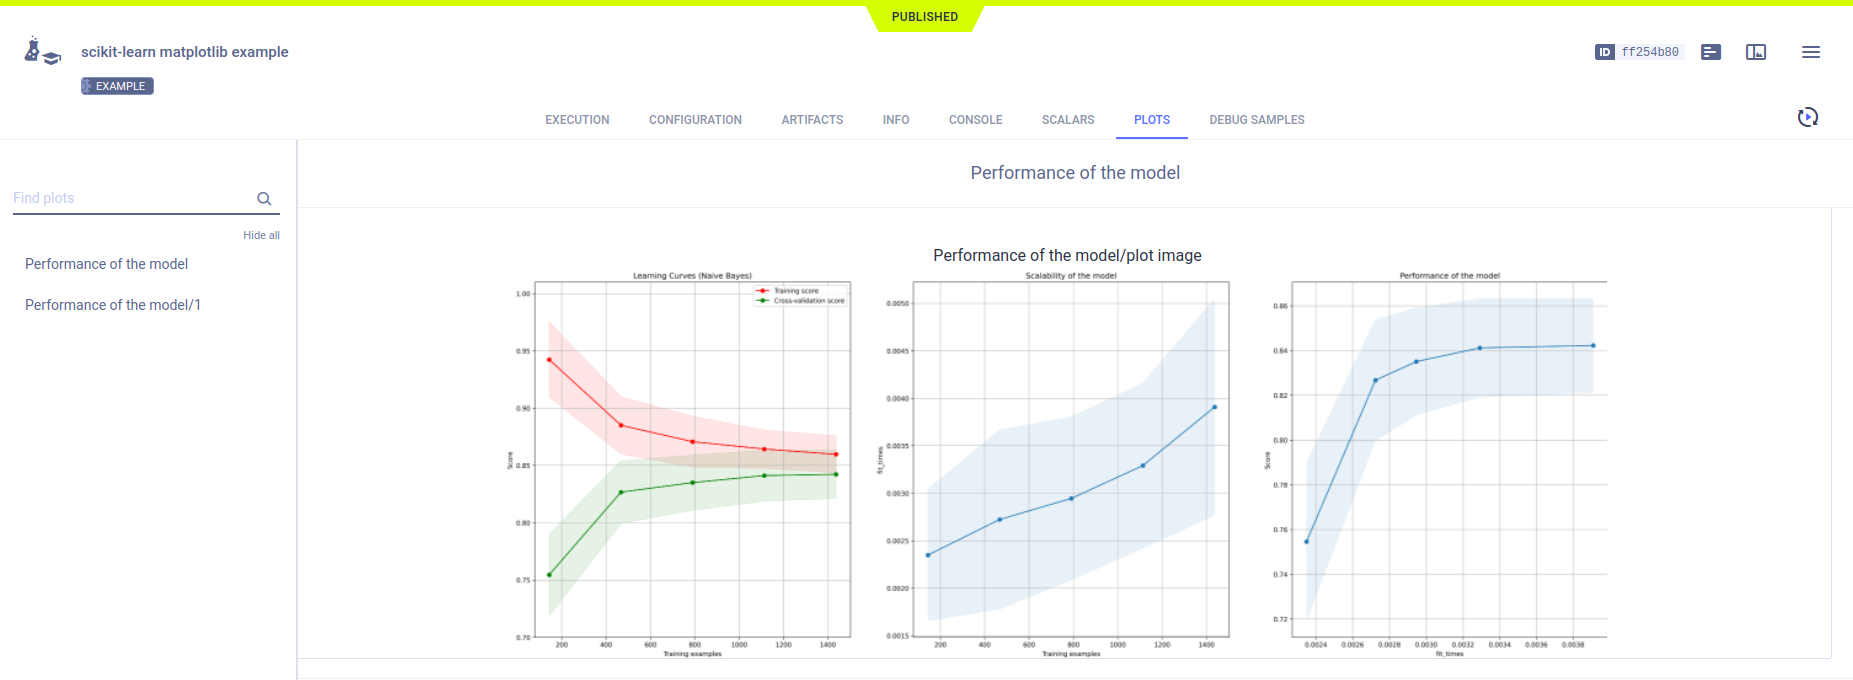 PUBLISHED
scikit-learn matplotlib example
ID ff254b80
EXAMPLE
EXECUTION CONFIGURATION ARTIFACTS INFO CONSOLE SCALARS PLOTS DEBUG SAMPLES
Performance of the model
Find plots
Hide all
Performance of the model
Performance of the model/1
Performance of the model/plot image
Learning Curves (Naive Bayes)
Training score
Cross-validation score
1.00
0.95
0.90
0.85
0.80
0.75
0.70
Score
200 400 600 800 1000 1200 1400
Training examples
Scalability of the model
0.0050
0.0045
0.0040
0.0035
0.0030
0.0025
0.0020
0.0015
fit_times
200 400 600 800 1000 1200 1400
Training examples
Performance of the model
0.86
0.84
0.82
0.80
0.78
0.76
0.74
0.72
Score
0.0024 0.0026 0.0028 0.0030 0.0032 0.0034 0.0036 0.0038
fit_times